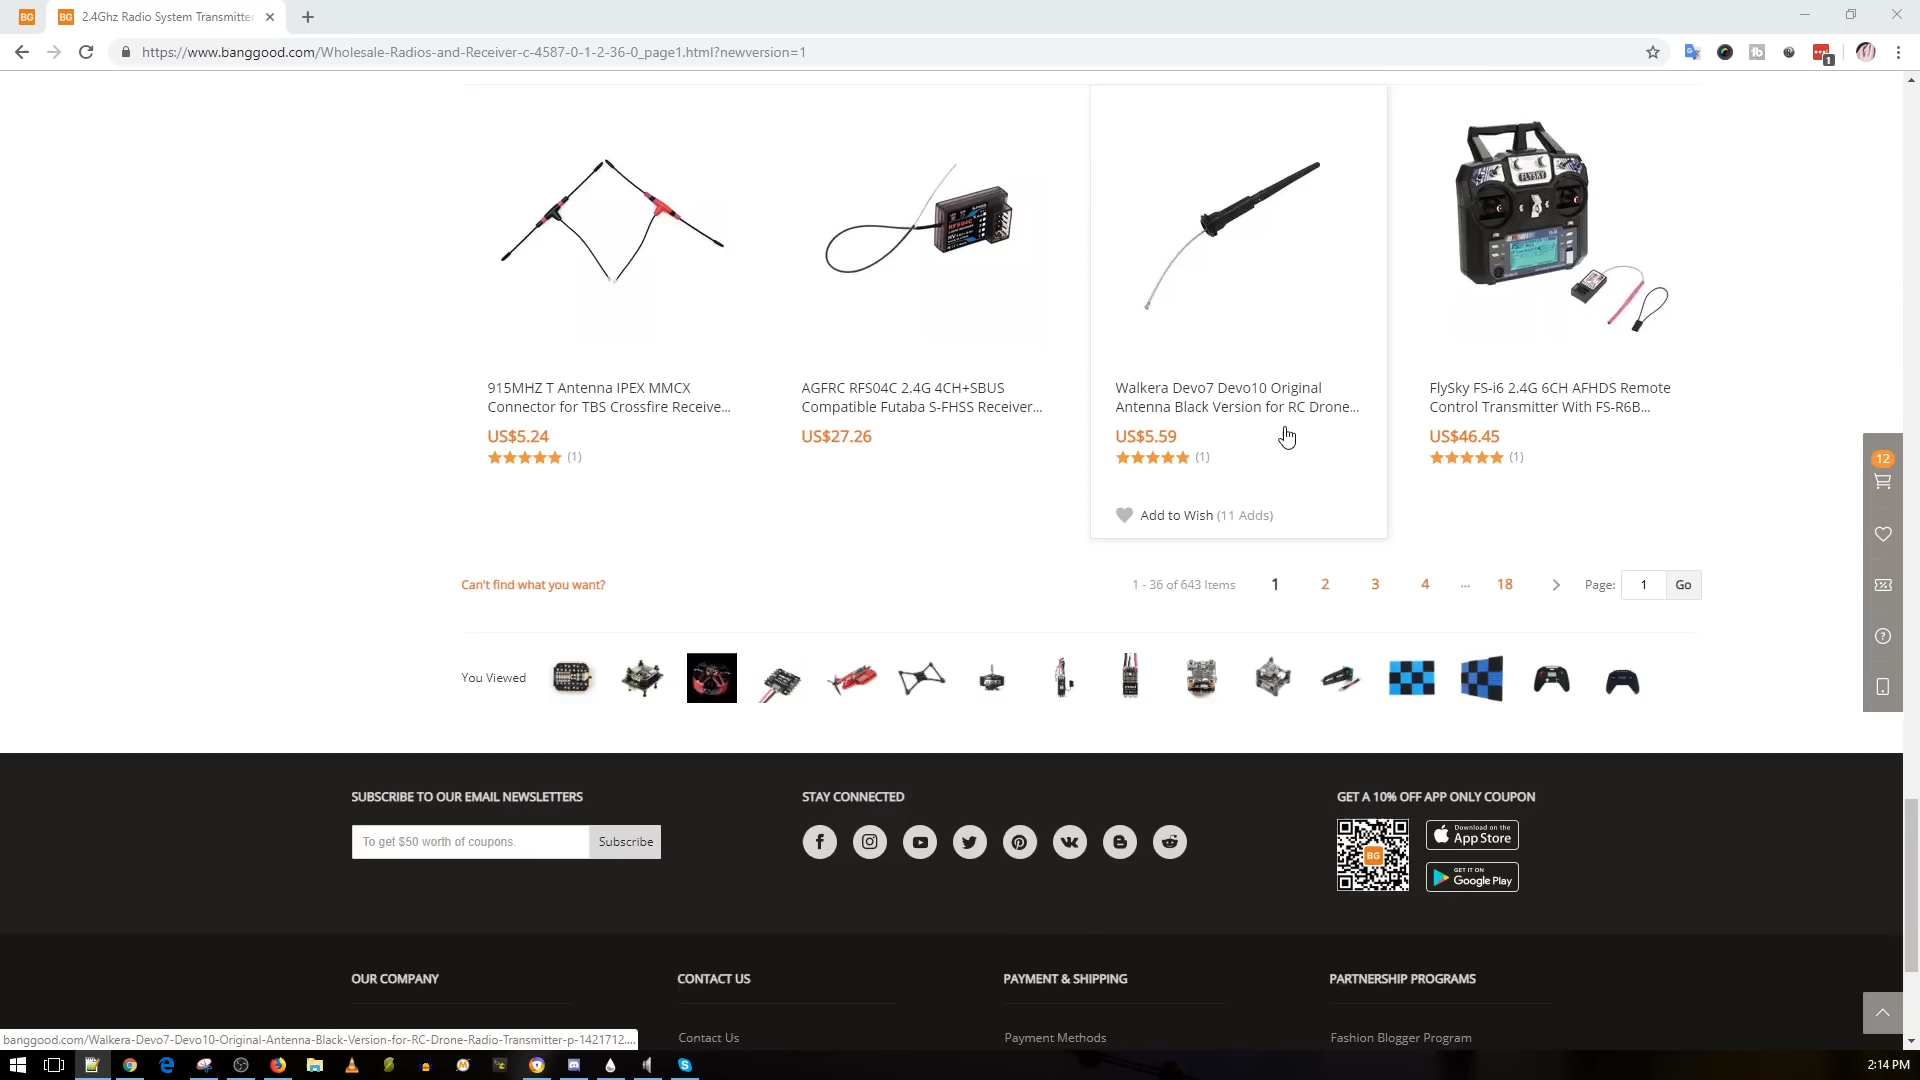 BG
BG 2.4Ghz Radio System Transmitter
https://www.banggood.com/Wholesale-Radios-and-Receiver-c-4587-0-1-2-36-0_page1.html?newversion=1
1
FLYSKY
RFS04C
915MHZ T Antenna IPEX MMCX
Connector for TBS Crossfire Receive...
US$5.24
(1)
AGFRC RFS04C 2.4G 4CH+SBUS
Compatible Futaba S-FHSS Receiver...
US$27.26
Walkera Devo7 Devo10 Original
Antenna Black Version for RC Drone...
US$5.59
(1)
Add to Wish (11 Adds)
FlySky FS-i6 2.4G 6CH AFHDS Remote
Control Transmitter With FS-R6B...
US$46.45
(1)
12
Can't find what you want?
1 - 36 of 643 Items 1 2 3 4 ... 18 Page: 1 Go
You Viewed
SUBSCRIBE TO OUR EMAIL NEWSLETTERS
To get $50 worth of coupons. Subscribe
STAY CONNECTED
GET A 10% OFF APP ONLY COUPON
BG
Download on the
App Store
GET IT ON
Google Play
OUR COMPANY
CONTACT US
PAYMENT & SHIPPING
PARTNERSHIP PROGRAMS
Contact Us
Payment Methods
Fashion Blogger Program
banggood.com/Walkera-Devo7-Devo10-Original-Antenna-Black-Version-for-RC-Drone-Radio-Transmitter-p-1421712....
2:14 PM